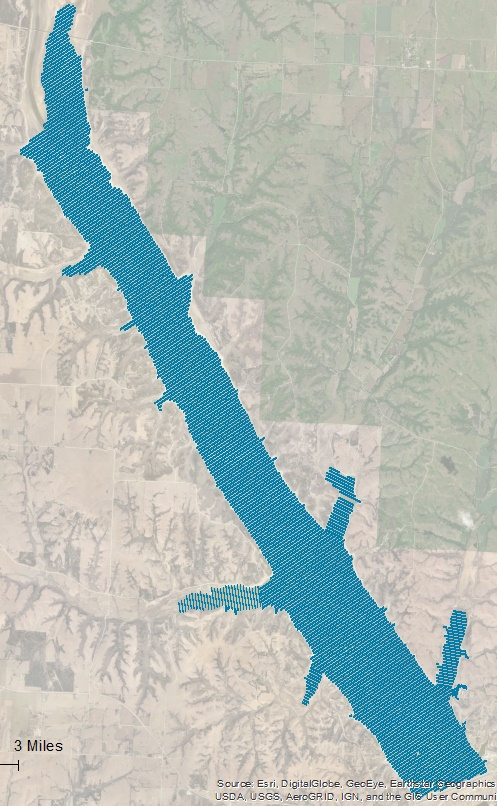 3 Miles
Source: Esri, DigitalGlobe, GeoEye, Earthstar Geographics
USDA, USGS, AeroGRID, IGN, and the GIS User Communi